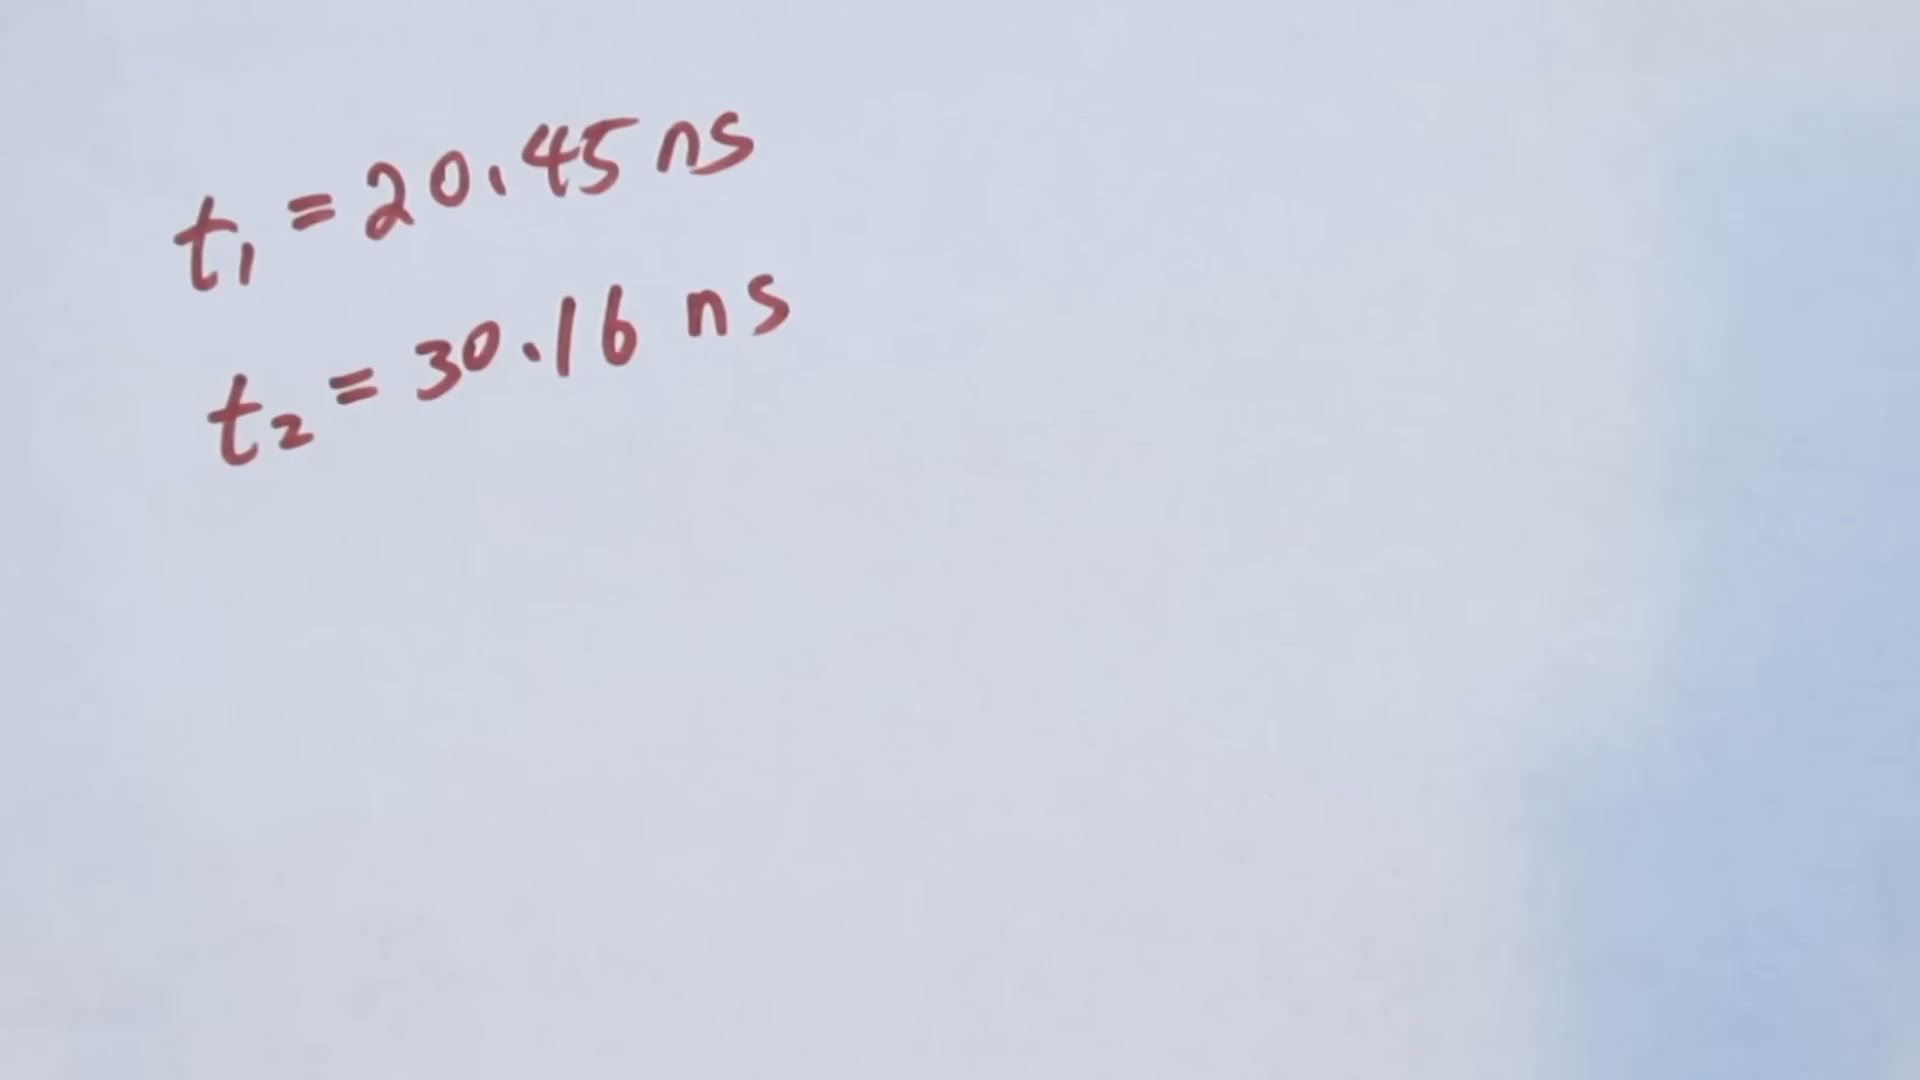 t₁ = 20.45 ns
t₂ = 30.16 ns